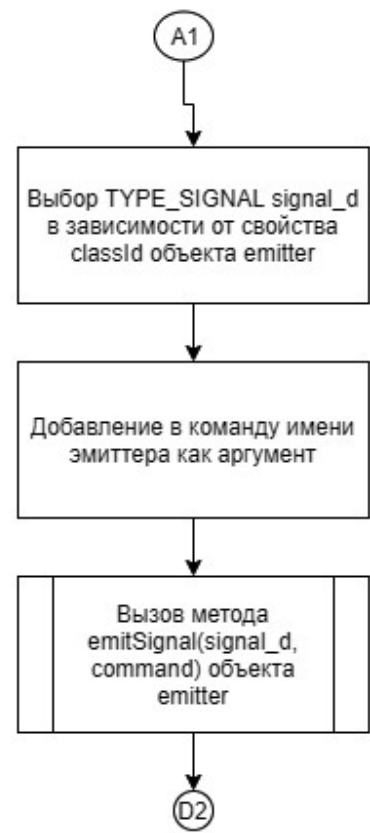 A1
Выбор TYPE_SIGNAL signal_d
в зависимости от свойства
classId объекта emitter
Добавление в команду имени
эмиттера как аргумент
Вызов метода
emitSignal(signal_d,
command) объекта
emitter
D2